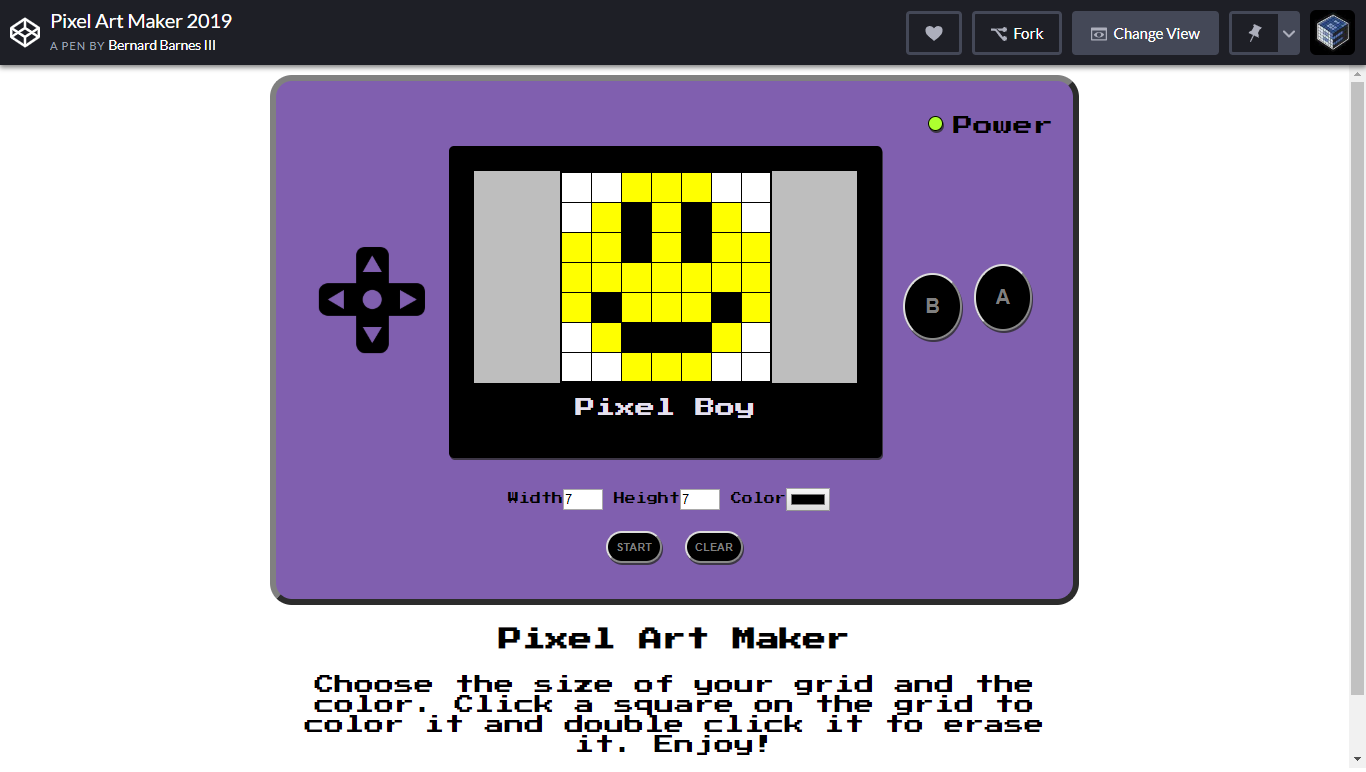 Pixel Art Maker 2019
A PEN BY Bernard Barnes III
Fork
Change View
Power
B
A
Pixel Boy
Width 7 Height 7 Color
START CLEAR
Pixel Art Maker
Choose the size of your grid and the
color. Click a square on the grid to
color it and double click it to erase
it. Enjoy!